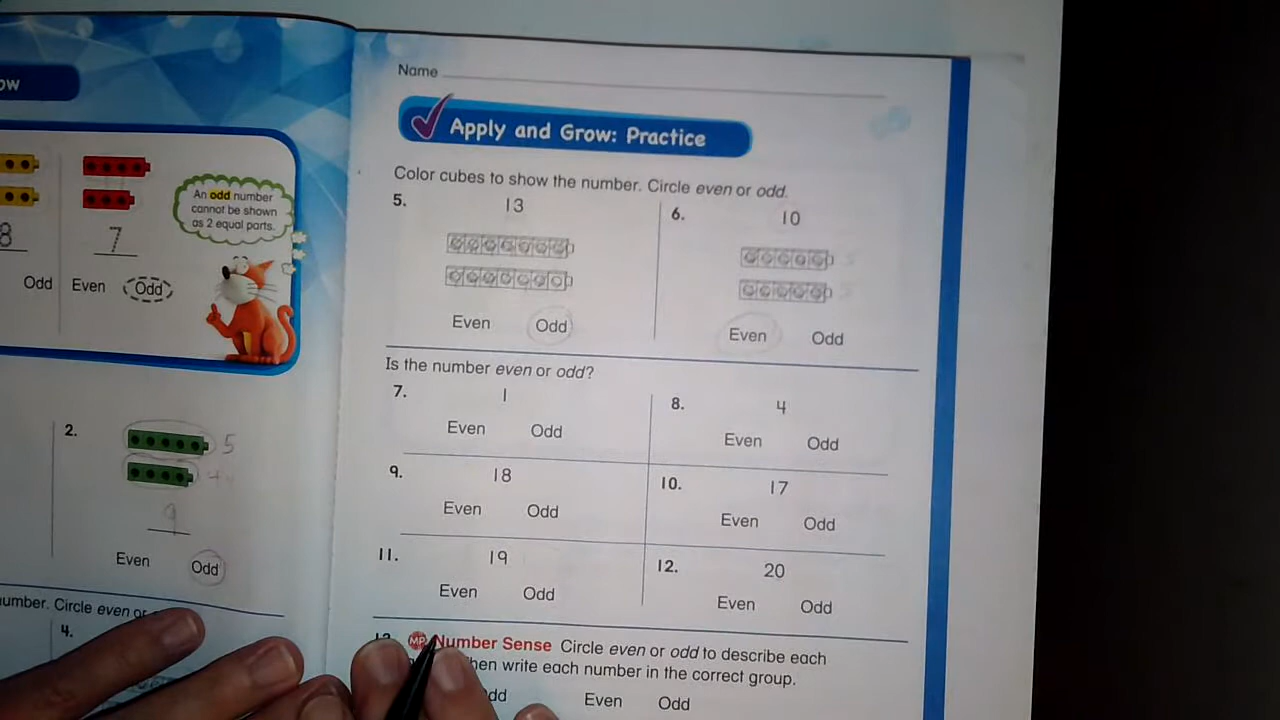 ow
An odd number
cannot be shown
as 2 equal parts.
8
7
Odd
Even Odd
2.
5
4
9
Even Odd
umber. Circle even or
4.
Name
Apply and Grow: Practice
Color cubes to show the number. Circle even or odd.
5. 13
Even Odd
6. 10
Even Odd
Is the number even or odd?
7. 1
Even Odd
8. 4
Even Odd
9. 18
Even Odd
10. 17
Even Odd
11. 19
Even Odd
12. 20
Even Odd
MP Number Sense Circle even or odd to describe each
hen write each number in the correct group.
dd Even Odd